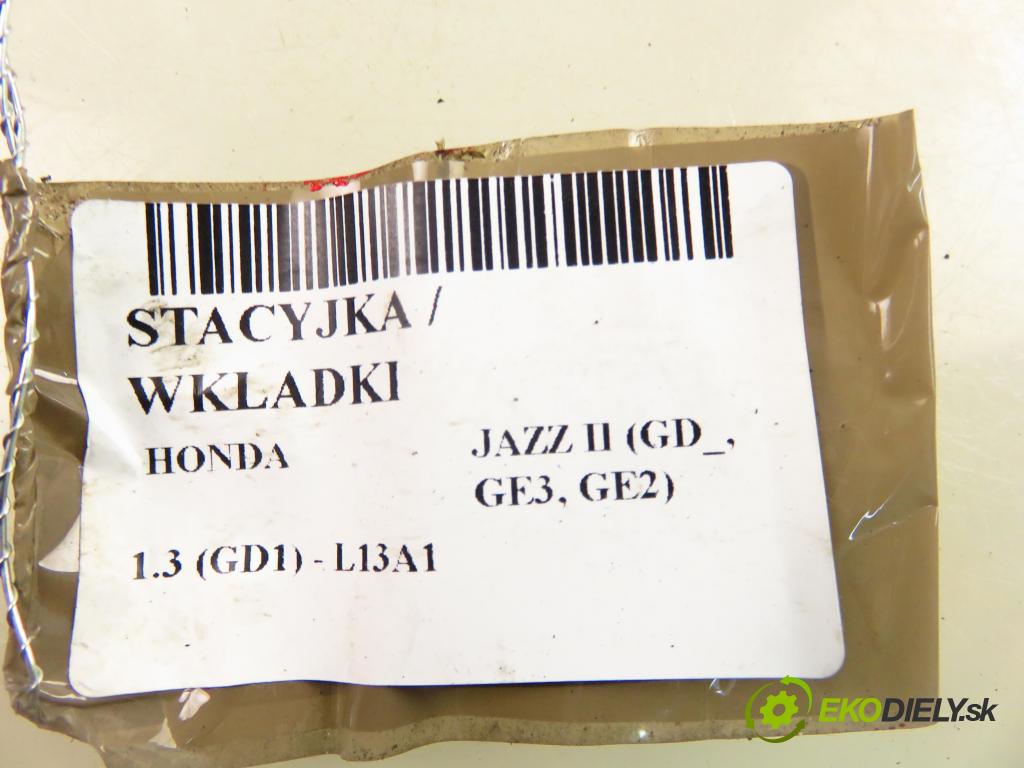 STACYJKA /
WKLADKI
HONDA
JAZZ II (GD_,
GE3, GE2)
1.3 (GD1) - L13A1
EKODIELY.sk